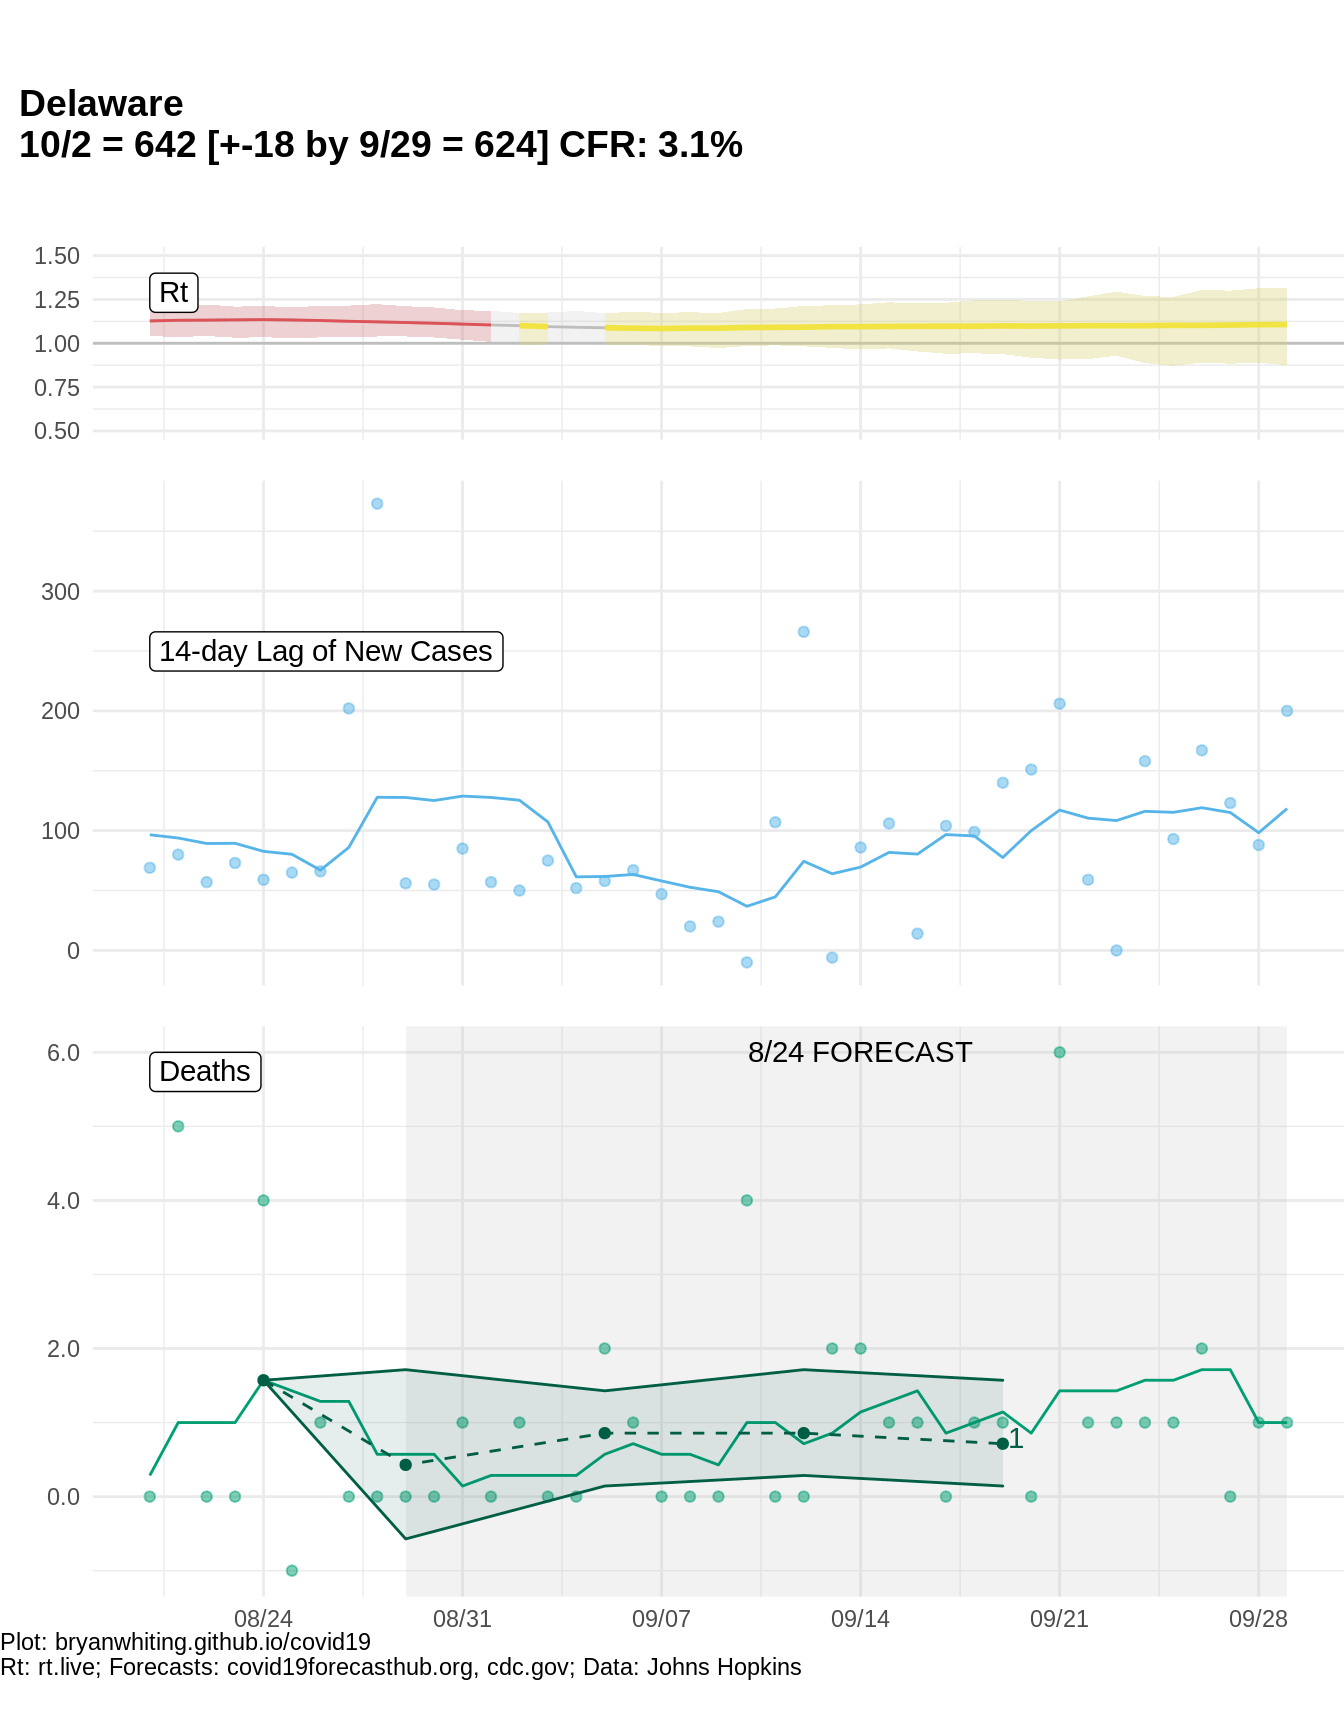 Delaware
10/2 = 642 [+-18 by 9/29 = 624] CFR: 3.1%
1.50
1.25
1.00
0.75
0.50
Rt
300
200
100
0
14-day Lag of New Cases
6.0
4.0
2.0
0.0
Deaths
8/24 FORECAST
1
08/24 08/31 09/07 09/14 09/21 09/28
Plot: bryanwhiting.github.io/covid19
Rt: rt.live; Forecasts: covid19forecasthub.org, cdc.gov; Data: Johns Hopkins